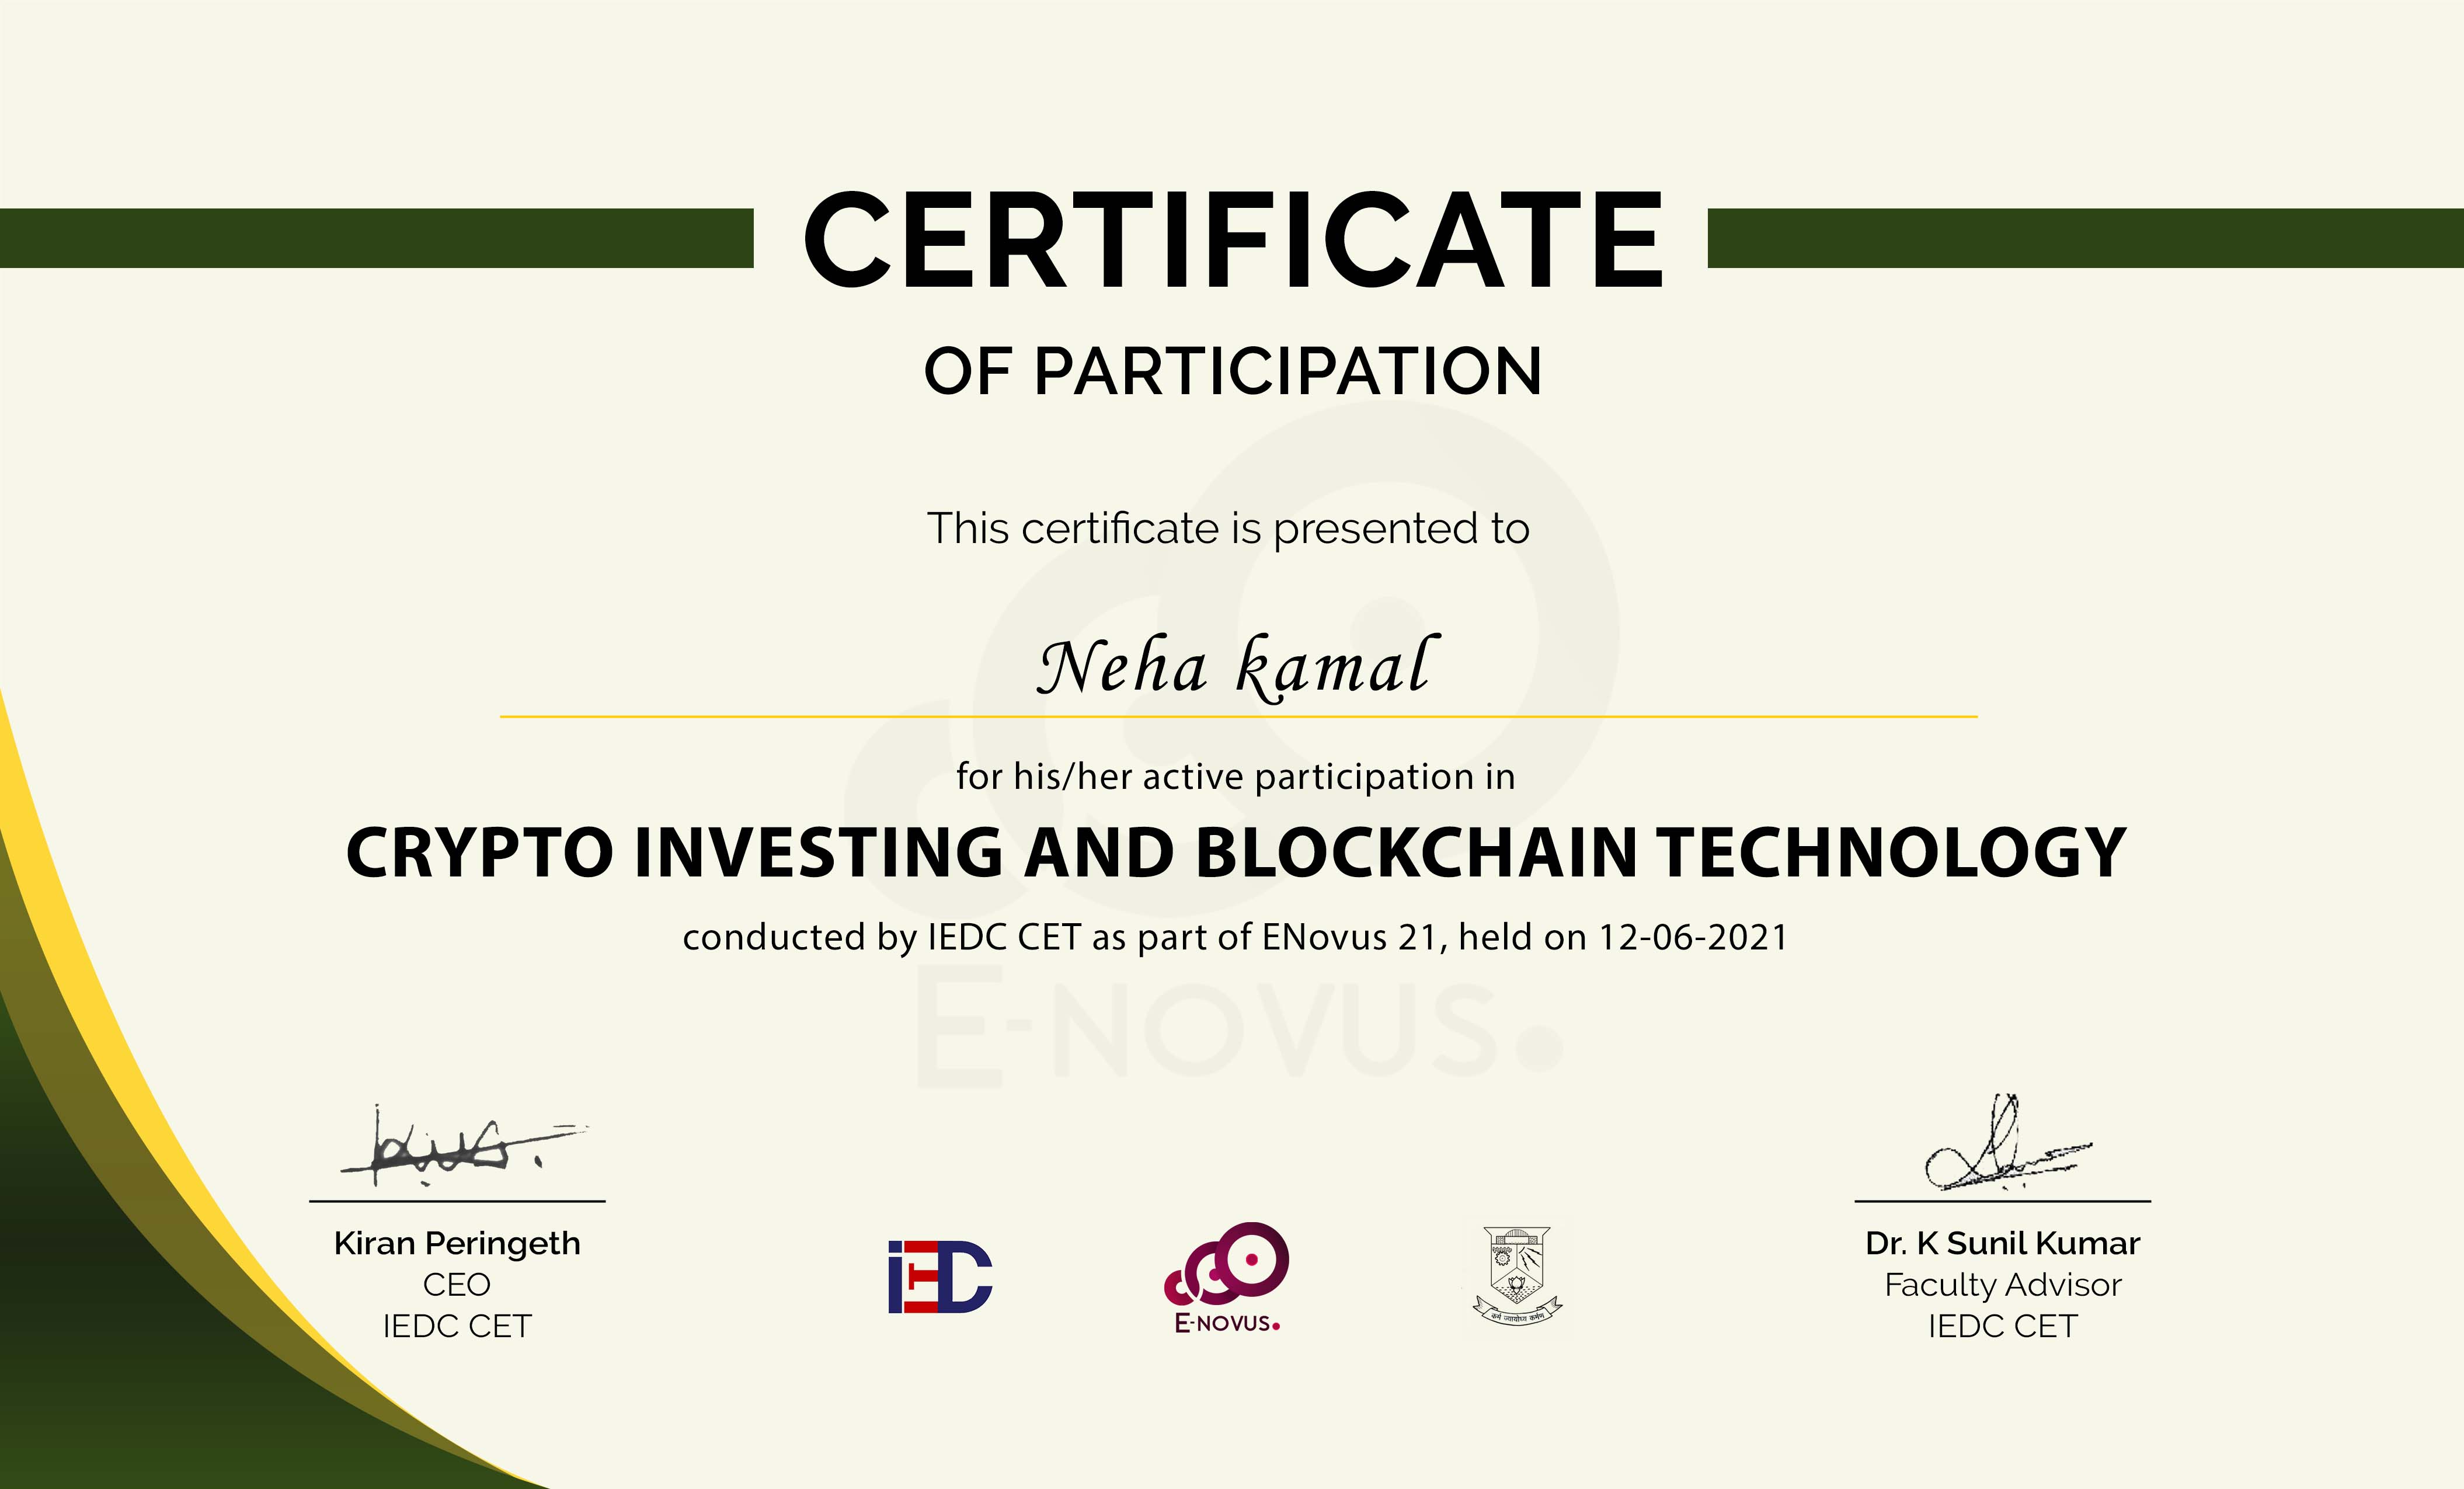 CERTIFICATE
OF PARTICIPATION
This certificate is presented to
Neha kamal
for his/her active participation in
CRYPTO INVESTING AND BLOCKCHAIN TECHNOLOGY
conducted by IEDC CET as part of ENovus 21, held on 12-06-2021
E-NOVUS.
Kiran Peringeth
CEO
IEDC CET
iEDC
E-NOVUS.
Dr. K Sunil Kumar
Faculty Advisor
IEDC CET